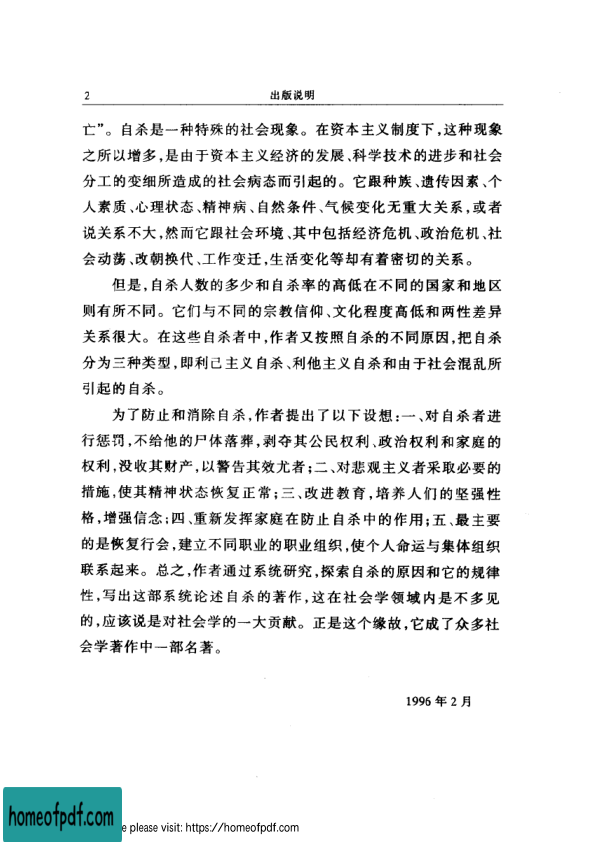 2 出版说明
亡”。自杀是一种特殊的社会现象。在资本主义制度下,这种现象
之所以增多,是由于资本主义经济的发展、科学技术的进步和社会
分工的变细所造成的社会病态而引起的。它跟种族、遗传因素、个
人素质、心理状态、精神病、自然条件、气候变化无重大关系,或者
说关系不大,然而它跟社会环境、其中包括经济危机、政治危机、社
会动荡、改朝换代、工作变迁,生活变化等却有着密切的关系。
但是,自杀人数的多少和自杀率的高低在不同的国家和地区
则有所不同。它们与不同的宗教信仰、文化程度高低和两性差异
关系很大。在这些自杀者中,作者又按照自杀的不同原因,把自杀
分为三种类型,即利己主义自杀、利他主义自杀和由于社会混乱所
引起的自杀。
为了防止和消除自杀,作者提出了以下设想:一、对自杀者进
行惩罚,不给他的尸体落葬,剥夺其公民权利、政治权利和家庭的
权利,没收其财产,以警告其效尤者;二、对悲观主义者采取必要的
措施,使其精神状态恢复正常;三、改进教育,培养人们的坚强性
格,增强信念;四、重新发挥家庭在防止自杀中的作用;五、最主要
的是恢复行会,建立不同职业的职业组织,使个人命运与集体组织
联系起来。总之,作者通过系统研究,探索自杀的原因和它的规律
性,写出这部系统论述自杀的著作,这在社会学领域内是不多见
的,应该说是对社会学的一大贡献。正是这个缘故,它成了众多社
会学著作中一部名著。
1996 年 2 月
homeofpdf.com
e please visit: https://homeofpdf.com